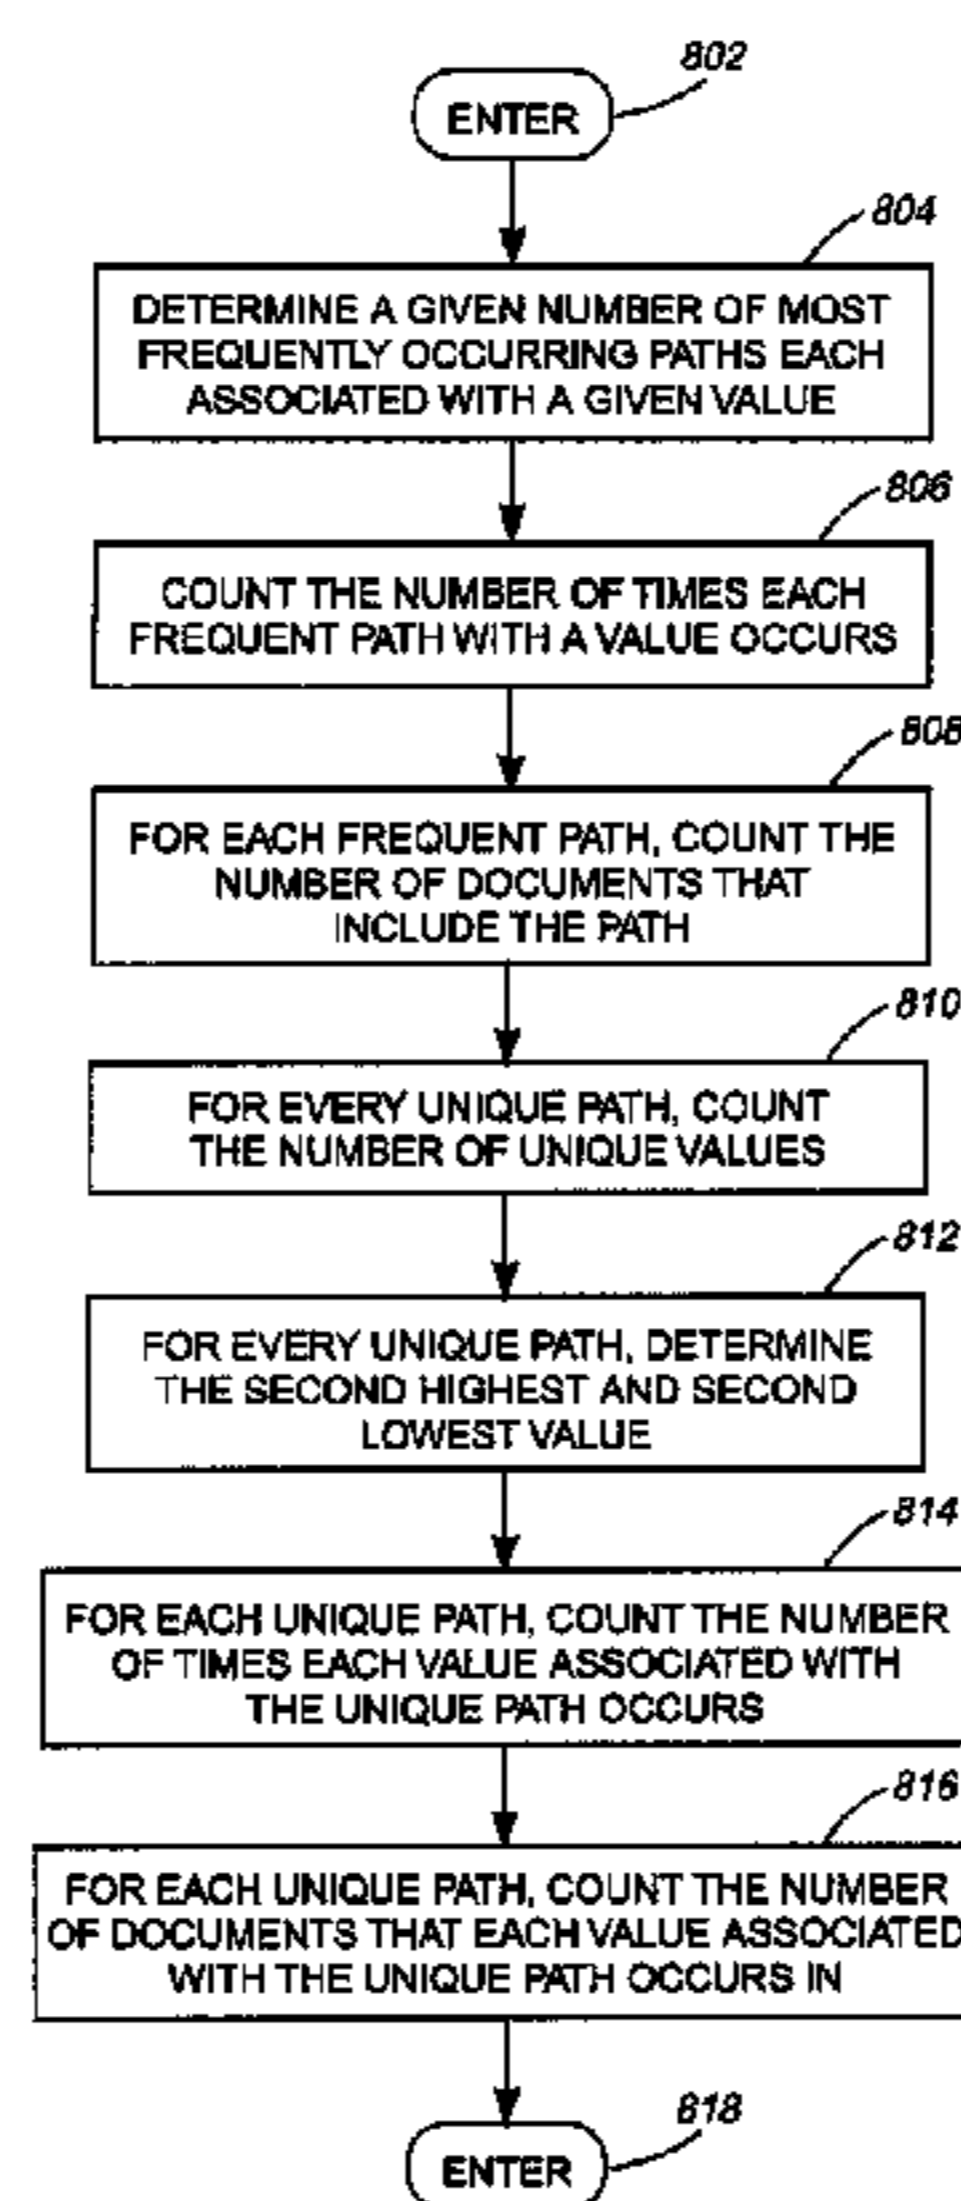 802
ENTER
804
DETERMINE A GIVEN NUMBER OF MOST
FREQUENTLY OCCURRING PATHS EACH
ASSOCIATED WITH A GIVEN VALUE
806
COUNT THE NUMBER OF TIMES EACH
FREQUENT PATH WITH A VALUE OCCURS
808
FOR EACH FREQUENT PATH, COUNT THE
NUMBER OF DOCUMENTS THAT
INCLUDE THE PATH
810
FOR EVERY UNIQUE PATH, COUNT
THE NUMBER OF UNIQUE VALUES
812
FOR EVERY UNIQUE PATH, DETERMINE
THE SECOND HIGHEST AND SECOND
LOWEST VALUE
814
FOR EACH UNIQUE PATH, COUNT THE NUMBER
OF TIMES EACH VALUE ASSOCIATED WITH
THE UNIQUE PATH OCCURS
816
FOR EACH UNIQUE PATH, COUNT THE NUMBER
OF DOCUMENTS THAT EACH VALUE ASSOCIATED
WITH THE UNIQUE PATH OCCURS IN
818
ENTER